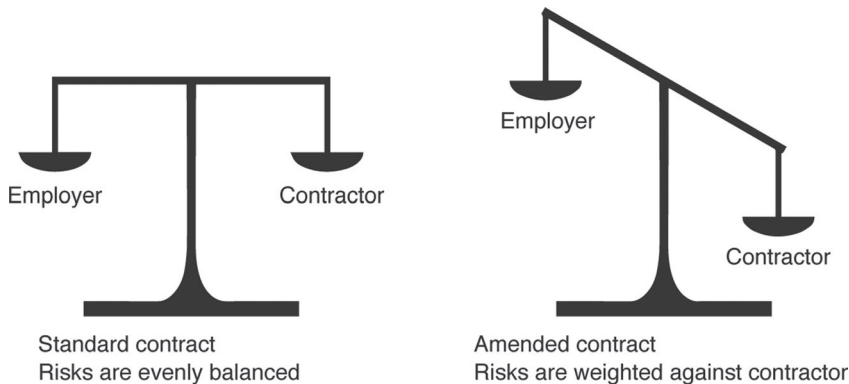 Employer
Contractor
Standard contract
Risks are evenly balanced
Employer
Contractor
Amended contract
Risks are weighted against contractor